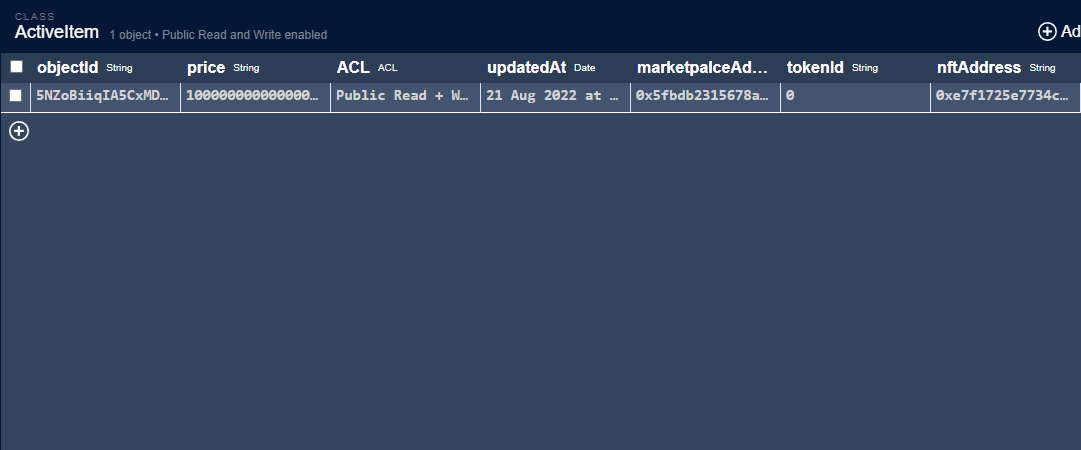 CLASS
ActiveItem 1 object • Public Read and Write enabled
Ad
objectId String price String ACL ACL updatedAt Date marketpalceAd… tokenId String nftAddress String
5NZoBiiqIA5CxMD… 100000000000000… Public Read + W… 21 Aug 2022 at … 0x5fbdb2315678a… 0 0xe7f1725e7734c…